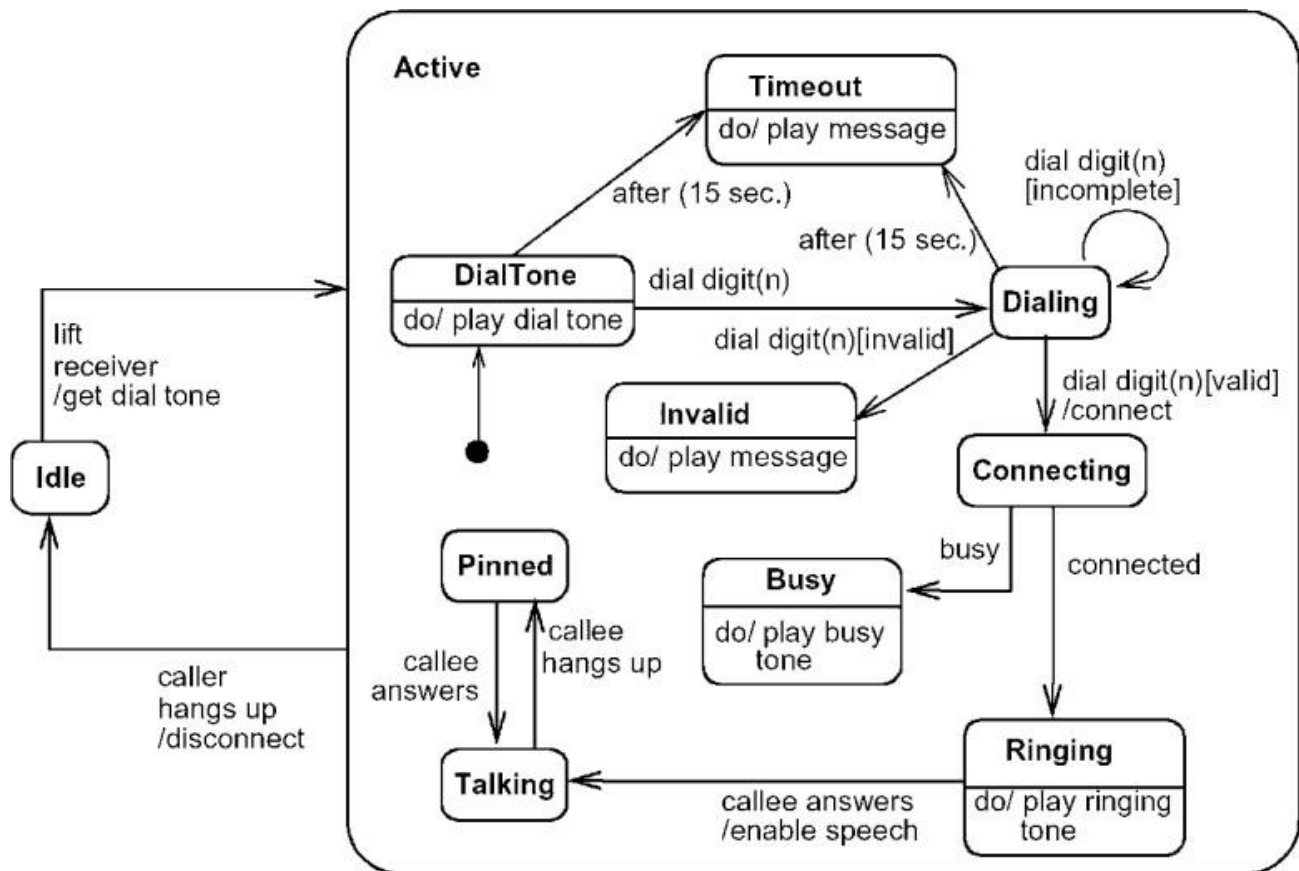 Active
Timeout
do/ play message
dial digit(n)
[incomplete]
after (15 sec.)
after (15 sec.)
DialTone
do/ play dial tone
dial digit(n)
Dialing
lift
receiver
/get dial tone
dial digit(n)[invalid]
dial digit(n)[valid]
/connect
Invalid
do/ play message
Idle
Connecting
Pinned
busy
connected
Busy
do/ play busy
tone
callee
hangs up
callee
answers
caller
hangs up
/disconnect
Talking
Ringing
do/ play ringing
tone
callee answers
/enable speech